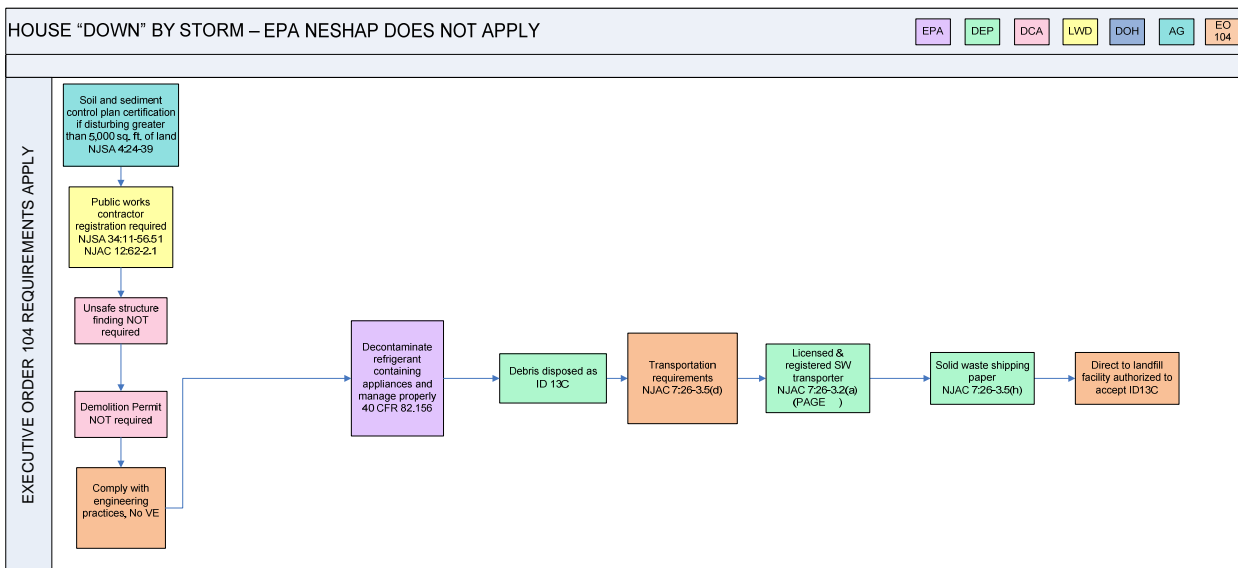 HOUSE “DOWN” BY STORM – EPA NESHAP DOES NOT APPLY
EPA
DEP
DCA
LWD
DOH
AG
EO
104
EXECUTIVE ORDER 104 REQUIREMENTS APPLY
Soil and sediment
control plan certification
if disturbing greater
than 5,000 sq. ft. of land
NJSA 4:24-39
Public works
contractor
registration required
NJSA 34:11-56.51
NJAC 12:62-2.1
Unsafe structure
finding NOT
required
Demolition Permit
NOT required
Comply with
engineering
practices, No VE
Decontaminate
refrigerant
containing
appliances and
manage properly
40 CFR 82.156
Debris disposed as
ID 13C
Transportation
requirements
NJAC 7:26-3.5(d)
Licensed &
registered SW
transporter
NJAC 7:26-3.2(a)
(PAGE )
Solid waste shipping
paper
NJAC 7:26-3.5(h)
Direct to landfill
facility authorized to
accept ID13C